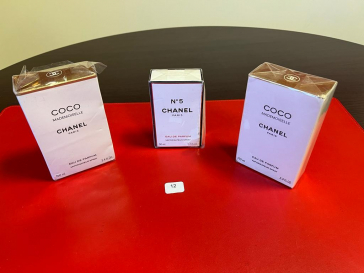 COCO
MADEMOISELLE
CHANEL
PARIS
EAU DE PARFUM
N°5
CHANEL
PARIS
EAU DE PARFUM
COCO
MADEMOISELLE
CHANEL
PARIS
EAU DE PARFUM
12